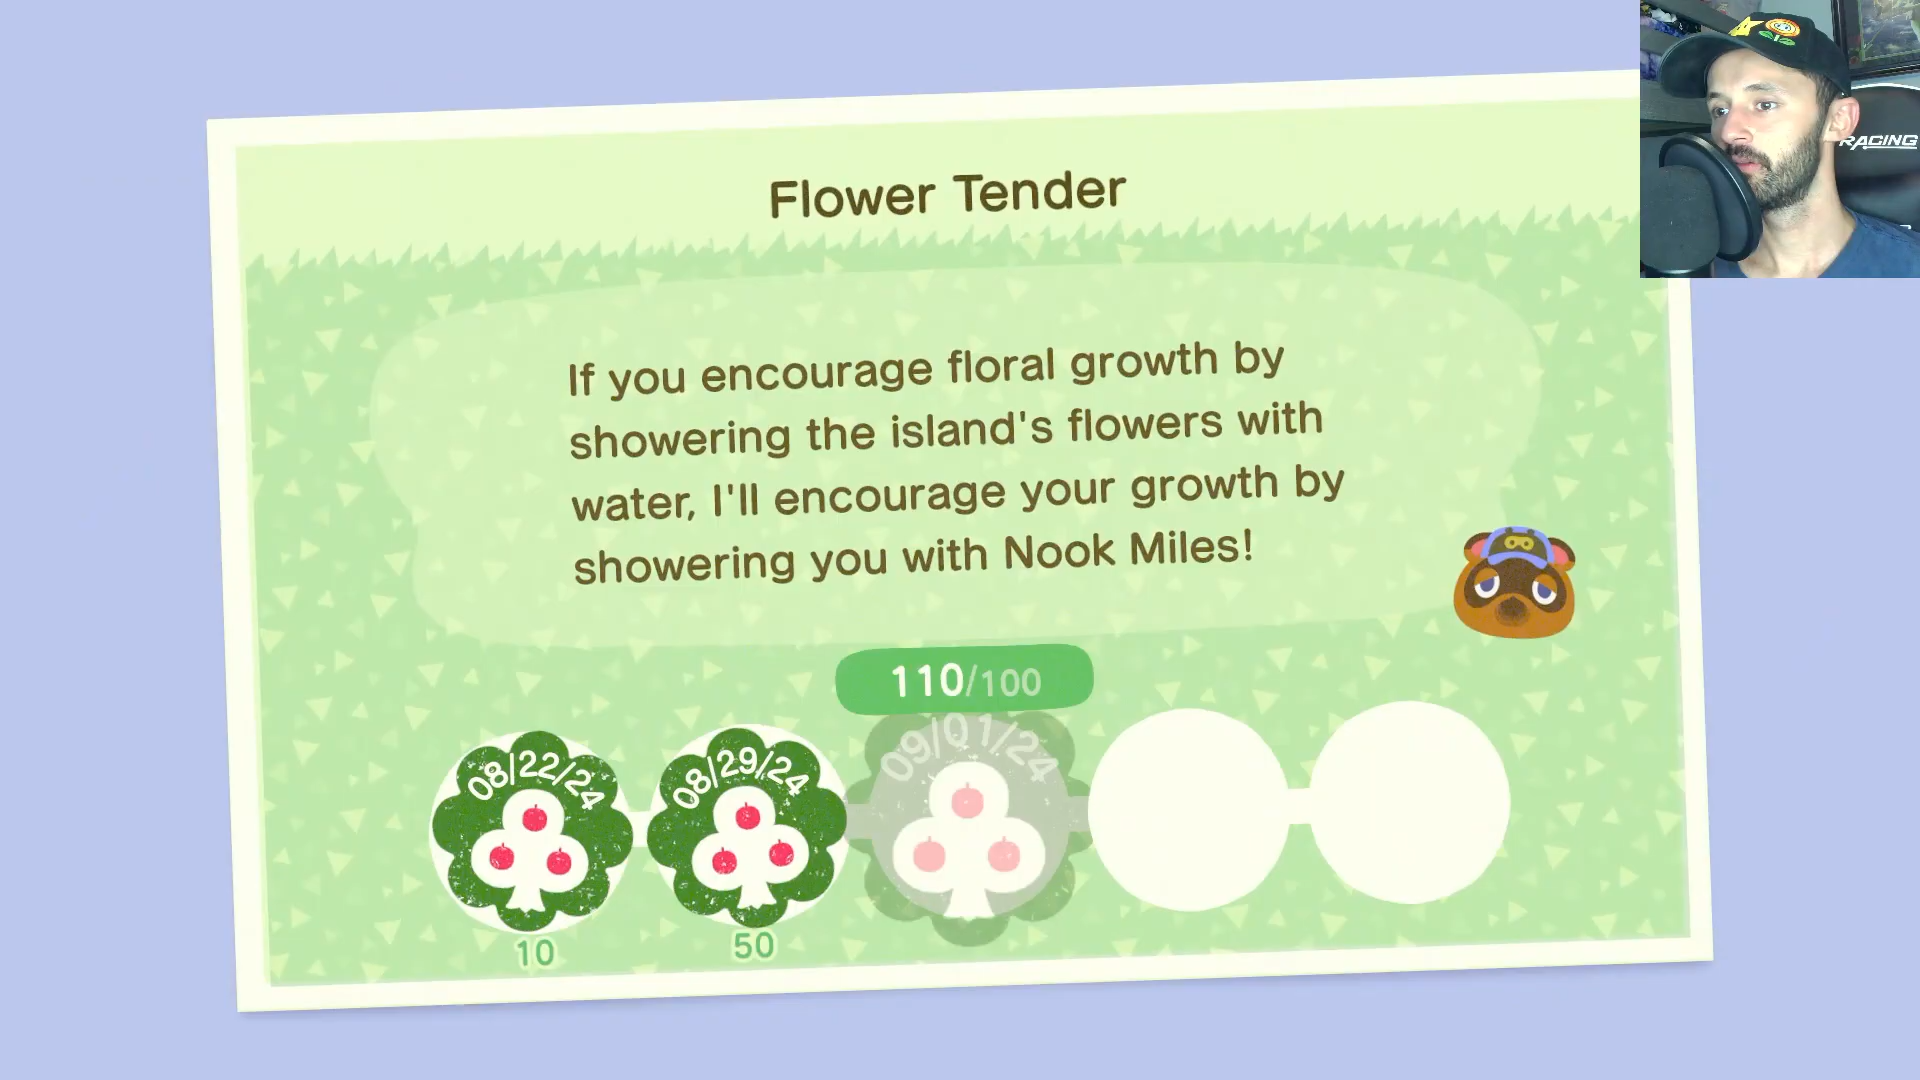 RACING
Flower Tender
If you encourage floral growth by
showering the island's flowers with
water, I'll encourage your growth by
showering you with Nook Miles!
110/100
08/22/24
08/29/24
09/01/24
10
50